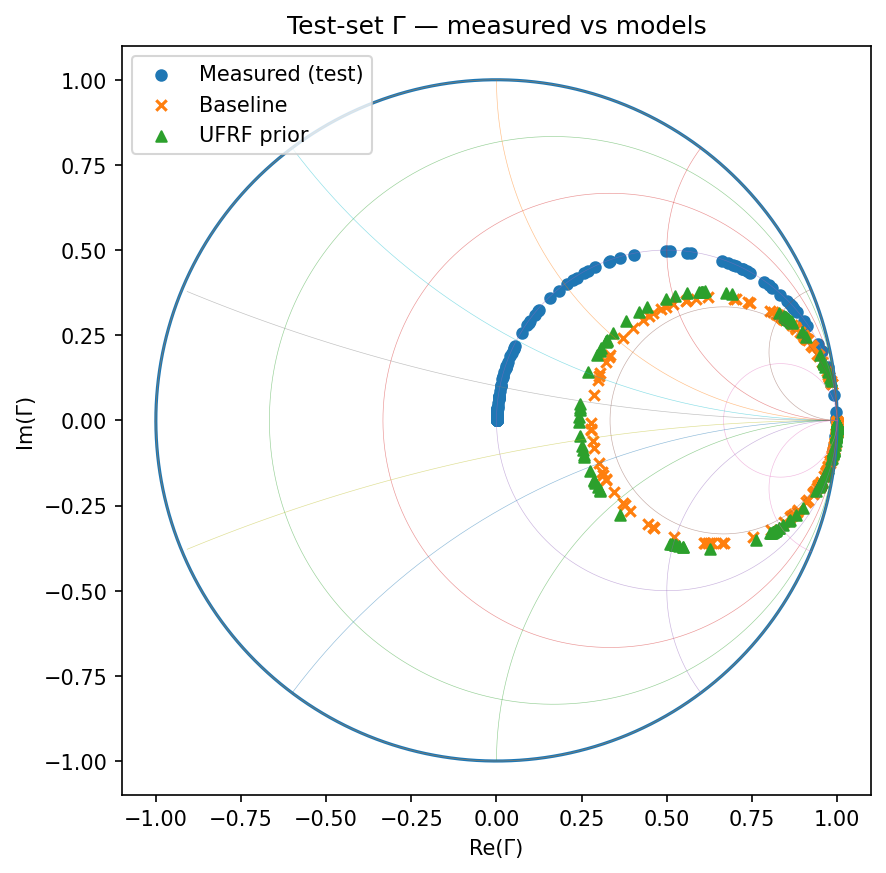 Test-set Γ — measured vs models
Measured (test)
Baseline
UFRF prior
1.00
0.75
0.50
0.25
0.00
−0.25
−0.50
−0.75
−1.00
Im(Γ)
−1.00 −0.75 −0.50 −0.25 0.00 0.25 0.50 0.75 1.00
Re(Γ)